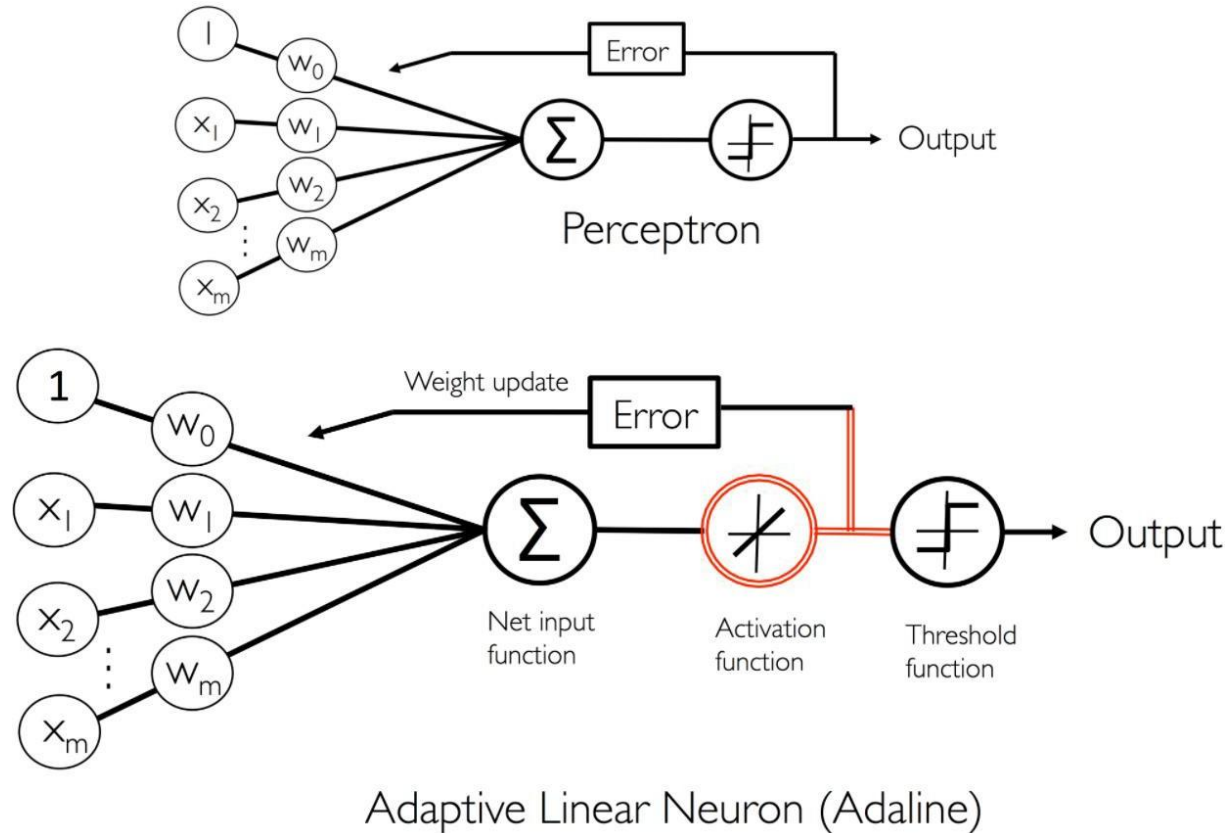 1
w₀
Error
x₁
w₁
Σ
Output
x₂
w₂
⋮
wₘ
xₘ
Perceptron
1
Weight update
Error
w₀
x₁
w₁
Σ
Output
x₂
w₂
Net input
function
Activation
function
Threshold
function
⋮
wₘ
xₘ
Adaptive Linear Neuron (Adaline)